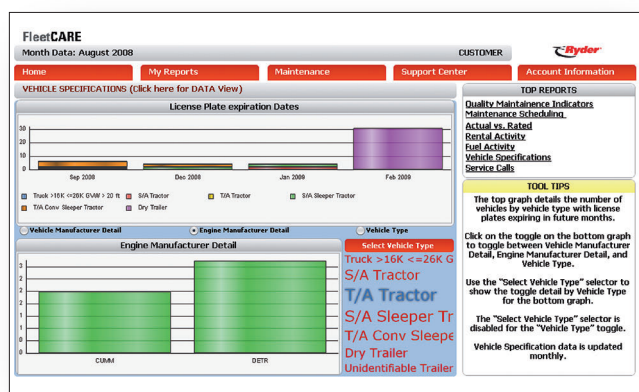 FleetCARE
Month Data: August 2008 CUSTOMER Ryder
Home My Reports Maintenance Support Center Account Information
VEHICLE SPECIFICATIONS (Click here for DATA View)
License Plate expiration Dates
30
20
10
0
Sep 2008 Dec 2008 Jan 2009 Feb 2009
Truck >16K <=26K GVW > 20 ft S/A Tractor T/A Tractor S/A Sleeper Tractor
T/A Conv Sleeper Tractor Dry Trailer
Vehicle Manufacturer Detail Engine Manufacturer Detail Vehicle Type
Engine Manufacturer Detail
3
3
2
2
1
1
0
CUMM DETR
Select Vehicle Type
Truck >16K <=26K G
S/A Tractor
T/A Tractor
S/A Sleeper Tr
T/A Conv Sleepe
Dry Trailer
Unidentifiable Trailer
TOP REPORTS
Quality Maintainence Indicators
Maintenance Scheduling
Actual vs. Rated
Rental Activity
Fuel Activity
Vehicle Specifications
Service Calls
TOOL TIPS
The top graph details the number of
vehicles by vehicle type with license
plates expiring in future months.
Click on the toggle on the bottom graph
to toggle between Vehicle Manufacturer
Detail, Engine Manufacturer Detail, and
Vehicle Type.
Use the "Select Vehicle Type" selector to
show the toggle detail by Vehicle Type
for the bottom graph.
The "Select Vehicle Type" selector is
disabled for the "Vehicle Type" toggle.
Vehicle Specification data is updated
monthly.